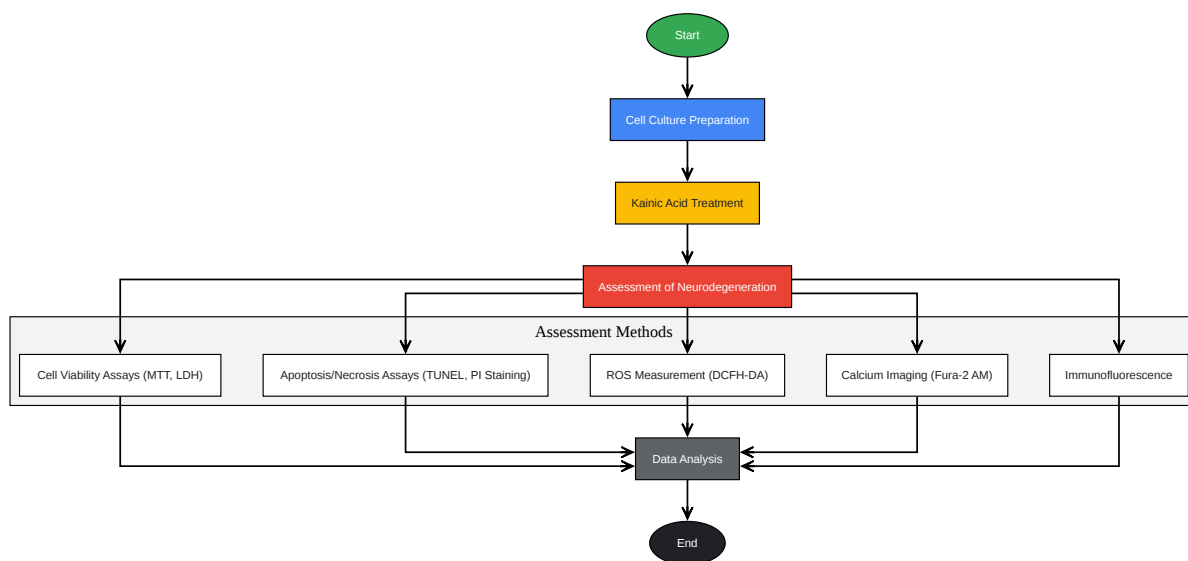 Start
Cell Culture Preparation
Kainic Acid Treatment
Assessment of Neurodegeneration
Assessment Methods
Cell Viability Assays (MTT, LDH)
Apoptosis/Necrosis Assays (TUNEL, PI Staining)
ROS Measurement (DCFH-DA)
Calcium Imaging (Fura-2 AM)
Immunofluorescence
Data Analysis
End